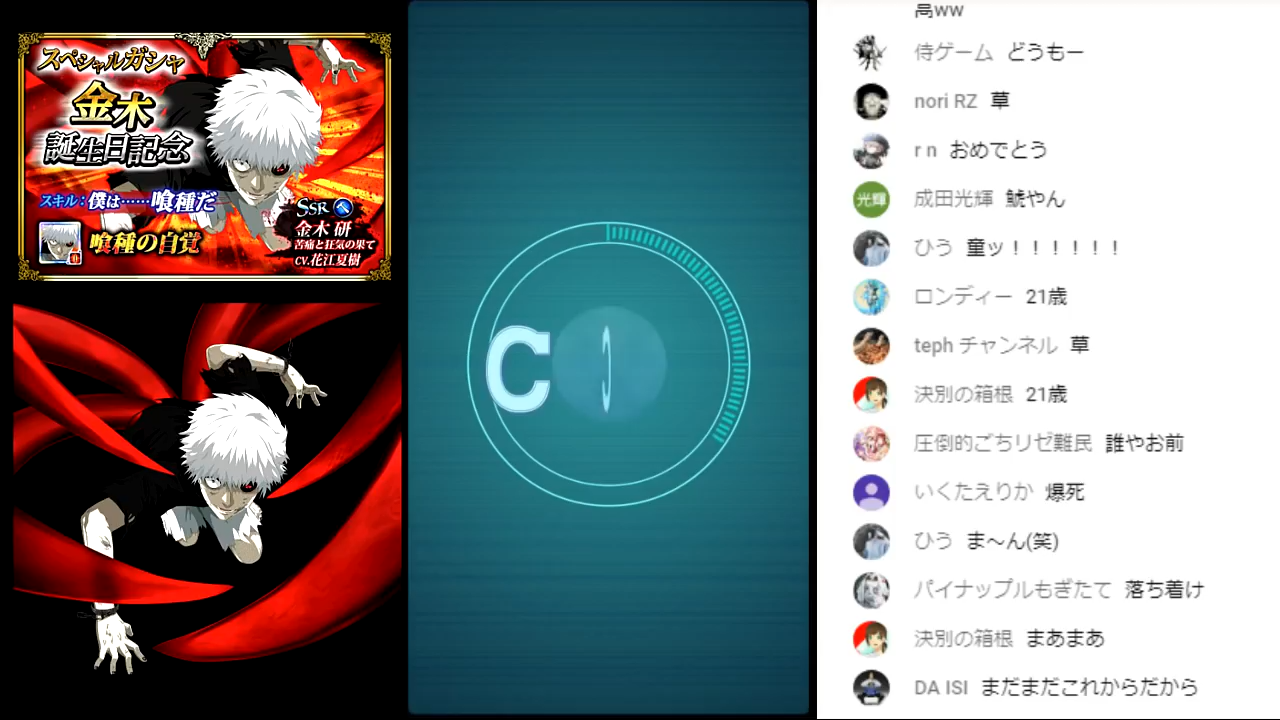 スペシャルガシャ
金木
誕生日記念
スキル:僕は……喰種だ
喰種の自覚
SSR
金木 研
苦痛と狂気の果て
CV.花江夏樹
C
高ww
侍ゲーム どうもー
nori RZ 草
r n おめでとう
光輝 成田光輝 鯱やん
ひう 童ッ！！！！！！
ロンディー 21歳
teph チャンネル 草
決別の箱根 21歳
圧倒的ごちリゼ難民 誰やお前
いくたえりか 爆死
ひう ま〜ん(笑)
パイナップルもぎたて 落ち着け
決別の箱根 まあまあ
DA ISI まだまだこれからだから